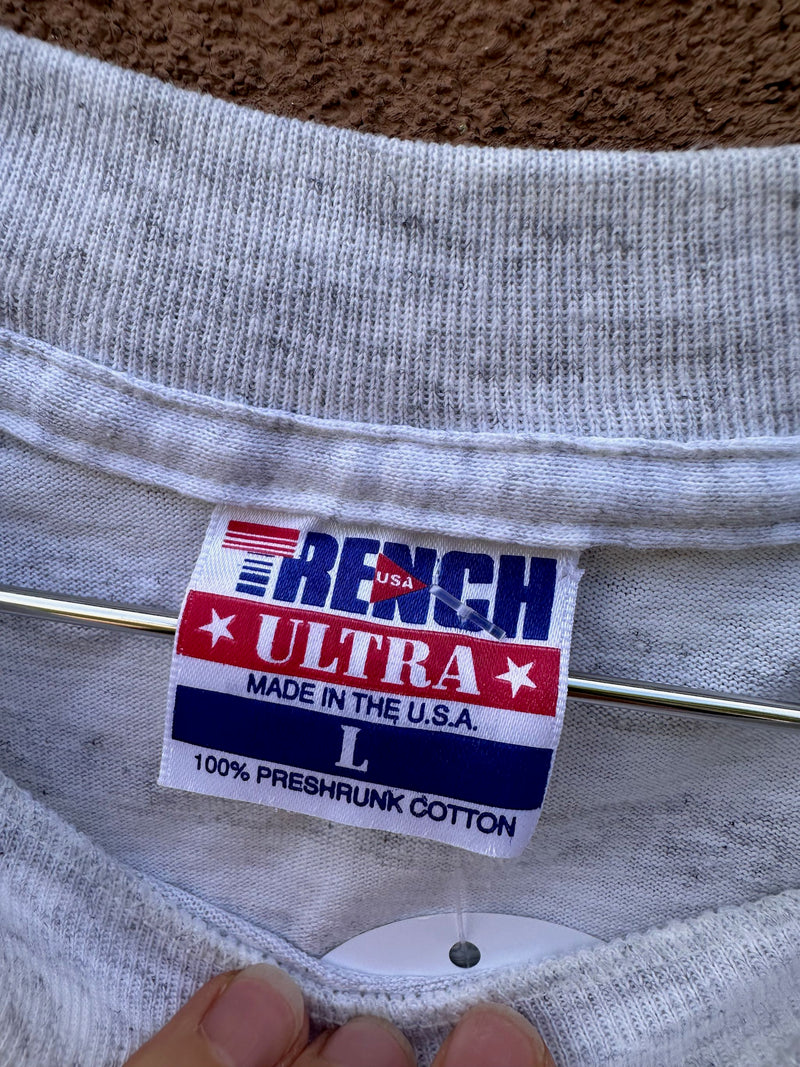 TRENCH
USA
ULTRA
MADE IN THE U.S.A.
L
100% PRESHRUNK COTTON